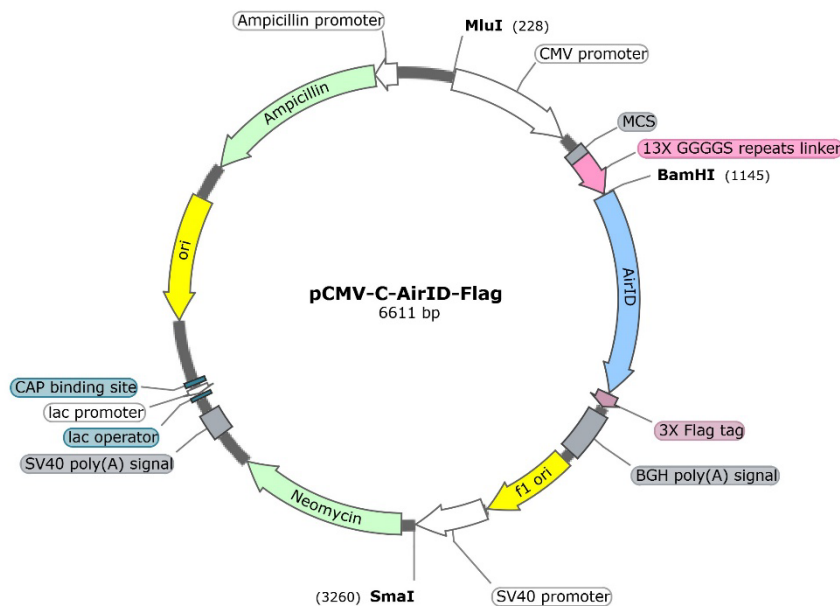 Ampicillin promoter
MluI (228)
CMV promoter
Ampicillin
MCS
13X GGGGS repeats linker
BamHI (1145)
ori
AirID
pCMV-C-AirID-Flag
6611 bp
CAP binding site
lac promoter
lac operator
SV40 poly(A) signal
3X Flag tag
BGH poly(A) signal
Neomycin
f1 ori
(3260) SmaI
SV40 promoter